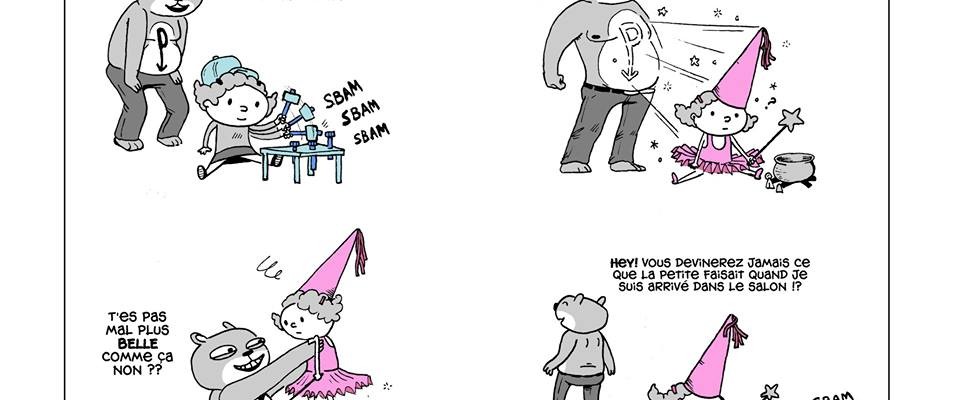 P
SBAM
SBAM
SBAM
P
?
T'ES PAS
MAL PLUS
BELLE
COMME ÇA
NON ??
HEY! VOUS DEVINEREZ JAMAIS CE
QUE LA PETITE FAISAIT QUAND JE
SUIS ARRIVÉ DANS LE SALON !?
SBAM